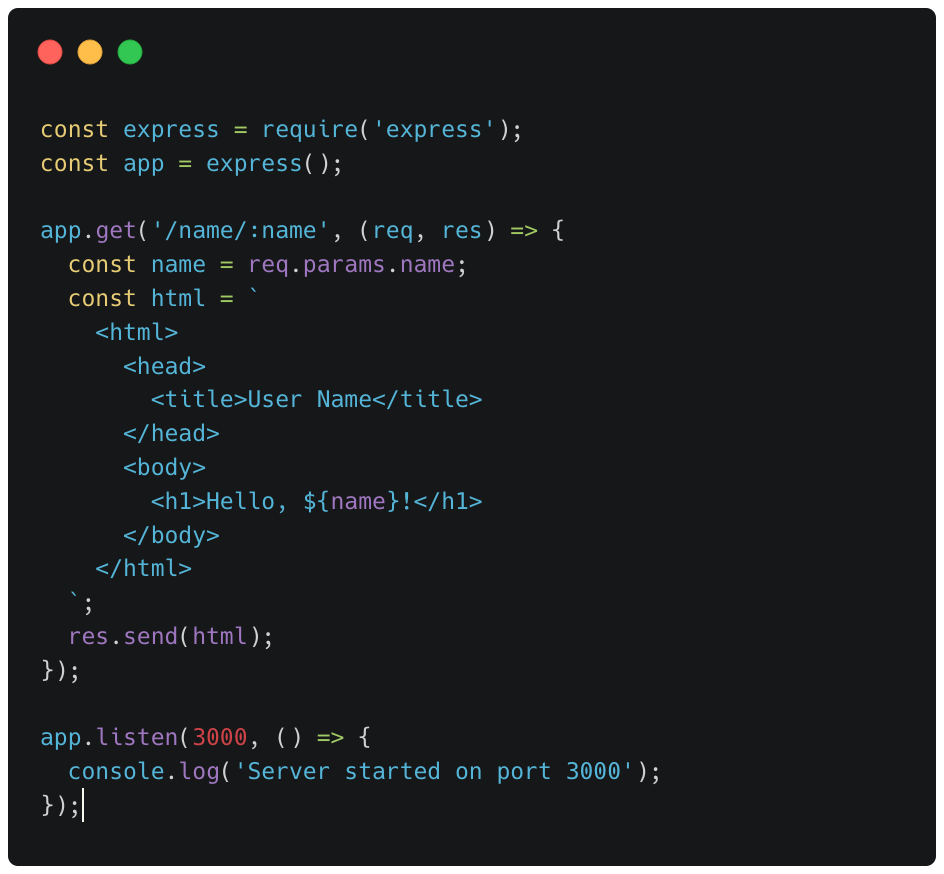 const express = require('express');
const app = express();

app.get('/name/:name', (req, res) => {
  const name = req.params.name;
  const html = `
    <html>
      <head>
        <title>User Name</title>
      </head>
      <body>
        <h1>Hello, ${name}!</h1>
      </body>
    </html>
  `;
  res.send(html);
});

app.listen(3000, () => {
  console.log('Server started on port 3000');
});